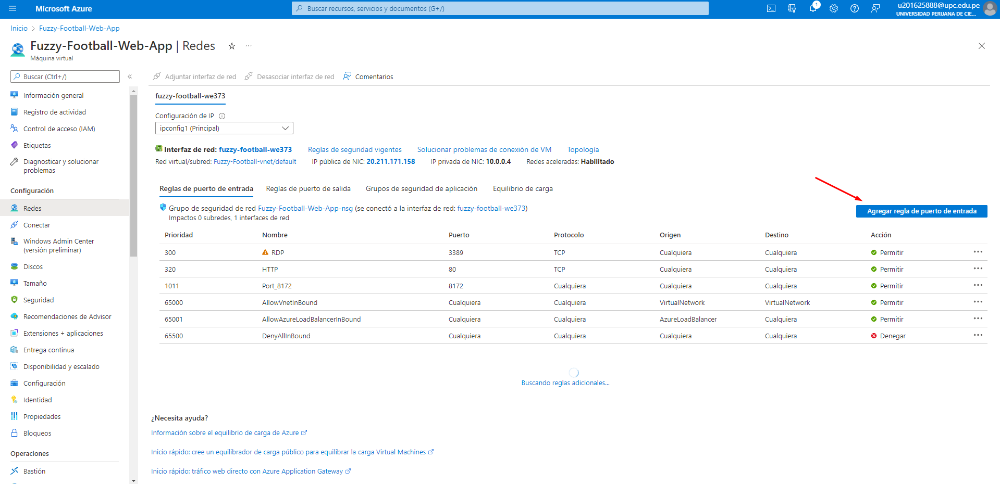 Microsoft Azure
Buscar recursos, servicios y documentos (G+/)
1
u201625888@upc.edu.pe
UNIVERSIDAD PERUANA DE CIE...
Inicio > Fuzzy-Football-Web-App
Fuzzy-Football-Web-App | Redes ☆ ...
Máquina virtual
Buscar (Ctrl+/) «
Información general
Registro de actividad
Control de acceso (IAM)
Etiquetas
Diagnosticar y solucionar
problemas
Configuración
Redes
Conectar
Windows Admin Center
(versión preliminar)
Discos
Tamaño
Seguridad
Recomendaciones de Advisor
Extensiones + aplicaciones
Entrega continua
Disponibilidad y escalado
Configuración
Identidad
Propiedades
Bloqueos
Operaciones
Bastión
Adjuntar interfaz de red Desasociar interfaz de red Comentarios
fuzzy-football-we373
Configuración de IP
ipconfig1 (Principal)
Interfaz de red: fuzzy-football-we373 Reglas de seguridad vigentes Solucionar problemas de conexión de VM Topología
Red virtual/subred: Fuzzy-Football-vnet/default IP pública de NIC: 20.211.171.158 IP privada de NIC: 10.0.0.4 Redes aceleradas: Habilitado
Reglas de puerto de entrada Reglas de puerto de salida Grupos de seguridad de aplicación Equilibrio de carga
Grupo de seguridad de red Fuzzy-Football-Web-App-nsg (se conectó a la interfaz de red: fuzzy-football-we373)
Impactos 0 subredes, 1 interfaces de red
Agregar regla de puerto de entrada
Prioridad Nombre Puerto Protocolo Origen Destino Acción
300 RDP 3389 TCP Cualquiera Cualquiera Permitir ...
320 HTTP 80 TCP Cualquiera Cualquiera Permitir ...
1011 Port_8172 8172 Cualquiera Cualquiera Cualquiera Permitir ...
65000 AllowVnetInBound Cualquiera Cualquiera VirtualNetwork VirtualNetwork Permitir ...
65001 AllowAzureLoadBalancerInBound Cualquiera Cualquiera AzureLoadBalancer Cualquiera Permitir ...
65500 DenyAllInBound Cualquiera Cualquiera Cualquiera Cualquiera Denegar ...
Buscando reglas adicionales...
¿Necesita ayuda?
Información sobre el equilibrio de carga de Azure
Inicio rápido: cree un equilibrador de carga público para equilibrar la carga Virtual Machines
Inicio rápido: tráfico web directo con Azure Application Gateway